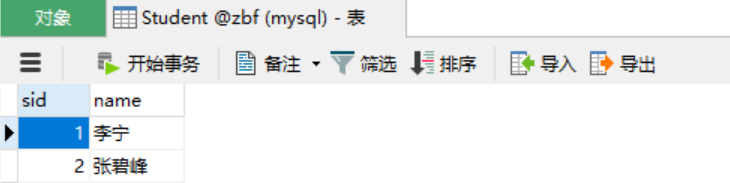 对象 Student @zbf (mysql) - 表
开始事务 备注 筛选 排序 导入 导出
sid name
1 李宁
2 张碧峰